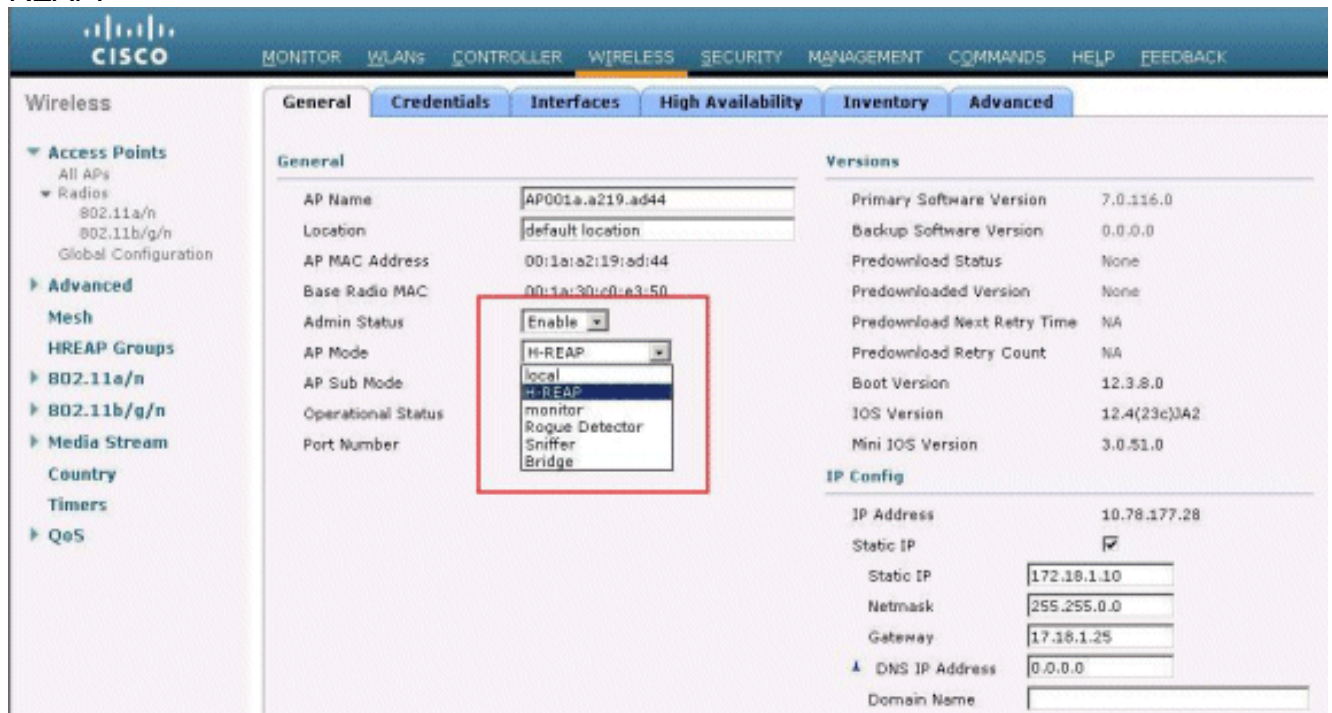 CISCO
MONITOR WLANs CONTROLLER WIRELESS SECURITY MANAGEMENT COMMANDS HELP FEEDBACK
Wireless
Access Points
All APs
Radios
802.11a/n
802.11b/g/n
Global Configuration
Advanced
Mesh
HREAP Groups
802.11a/n
802.11b/g/n
Media Stream
Country
Timers
QoS
General Credentials Interfaces High Availability Inventory Advanced
General
AP Name AP001a.a219.ad44
Location default location
AP MAC Address 00:1a:a2:19:ad:44
Base Radio MAC 00:1a:30:c0:e3:50
Admin Status Enable
AP Mode H-REAP
AP Sub Mode
Operational Status
Port Number
local
H-REAP
monitor
Rogue Detector
Sniffer
Bridge
Versions
Primary Software Version 7.0.116.0
Backup Software Version 0.0.0.0
Predownload Status None
Predownloaded Version None
Predownload Next Retry Time NA
Predownload Retry Count NA
Boot Version 12.3.8.0
IOS Version 12.4(23c)JA2
Mini IOS Version 3.0.51.0
IP Config
IP Address 10.78.177.28
Static IP
Static IP 172.18.1.10
Netmask 255.255.0.0
Gateway 17.18.1.25
DNS IP Address 0.0.0.0
Domain Name